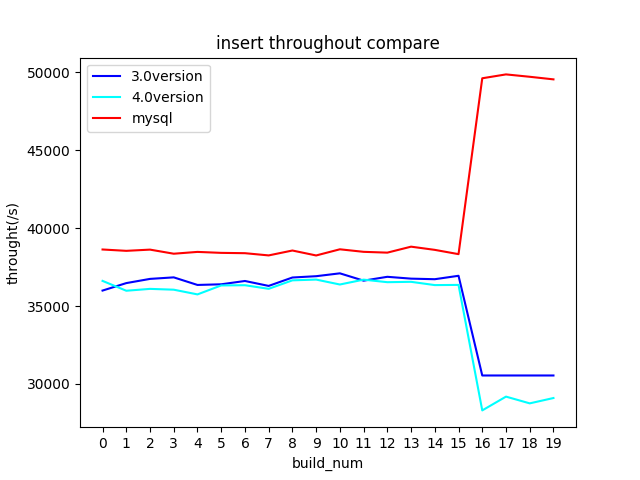 insert throughout compare
3.0version
4.0version
mysql
throught(/s)
50000
45000
40000
35000
30000
0 1 2 3 4 5 6 7 8 9 10 11 12 13 14 15 16 17 18 19
build_num